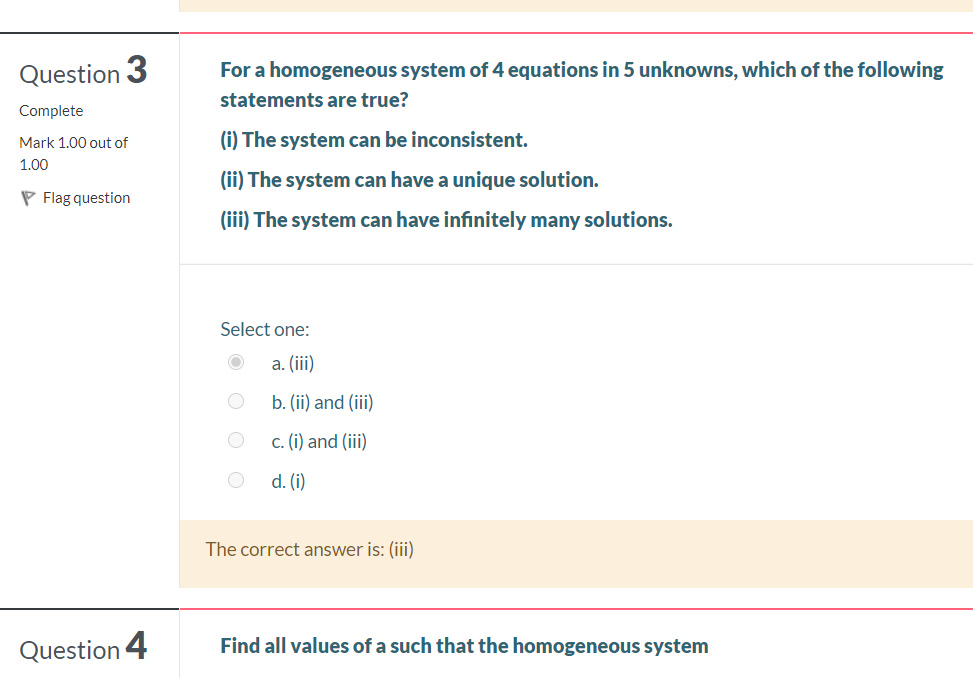 Question 3
Complete
Mark 1.00 out of
1.00
Flag question
For a homogeneous system of 4 equations in 5 unknowns, which of the following
statements are true?
(i) The system can be inconsistent.
(ii) The system can have a unique solution.
(iii) The system can have infinitely many solutions.
Select one:
a. (iii)
b. (ii) and (iii)
c. (i) and (iii)
d. (i)
The correct answer is: (iii)
Question 4
Find all values of a such that the homogeneous system